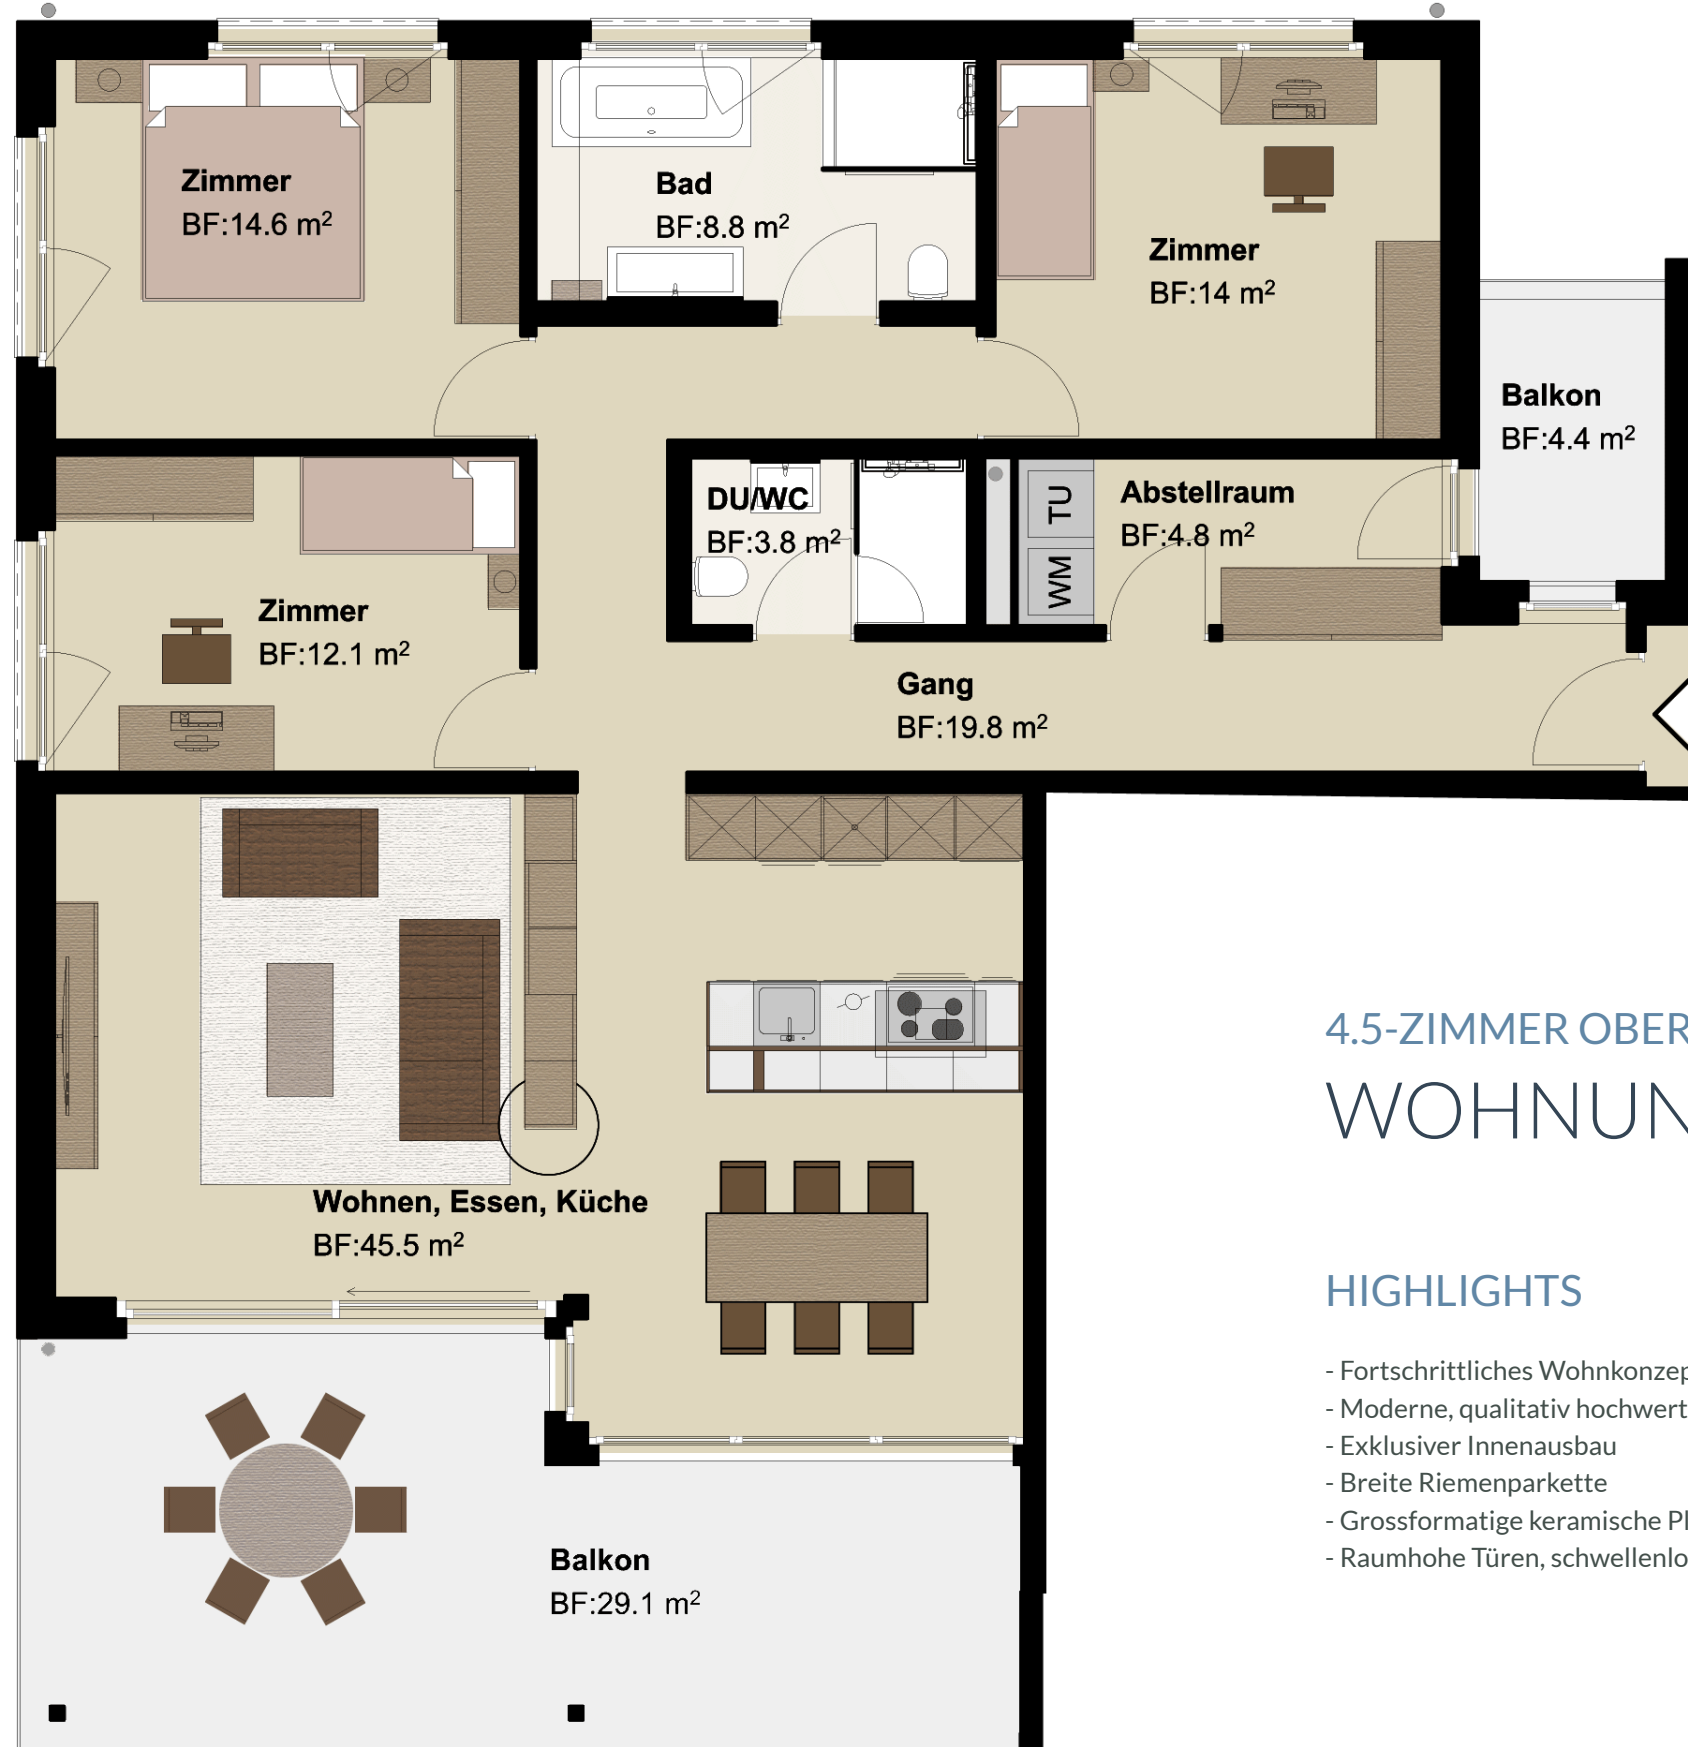 Zimmer
BF:14.6 m²
Bad
BF:8.8 m²
Zimmer
BF:14 m²
Balkon
BF:4.4 m²
DU/WC
BF:3.8 m²
TU
WM
Abstellraum
BF:4.8 m²
Zimmer
BF:12.1 m²
Gang
BF:19.8 m²
Wohnen, Essen, Küche
BF:45.5 m²
Balkon
BF:29.1 m²
4.5-ZIMMER OBER
WOHNUN
HIGHLIGHTS
- Fortschrittliches Wohnkonzep
- Moderne, qualitativ hochwert
- Exklusiver Innenausbau
- Breite Riemenparkette
- Grossformatige keramische Pl
- Raumhohe Türen, schwellenlo